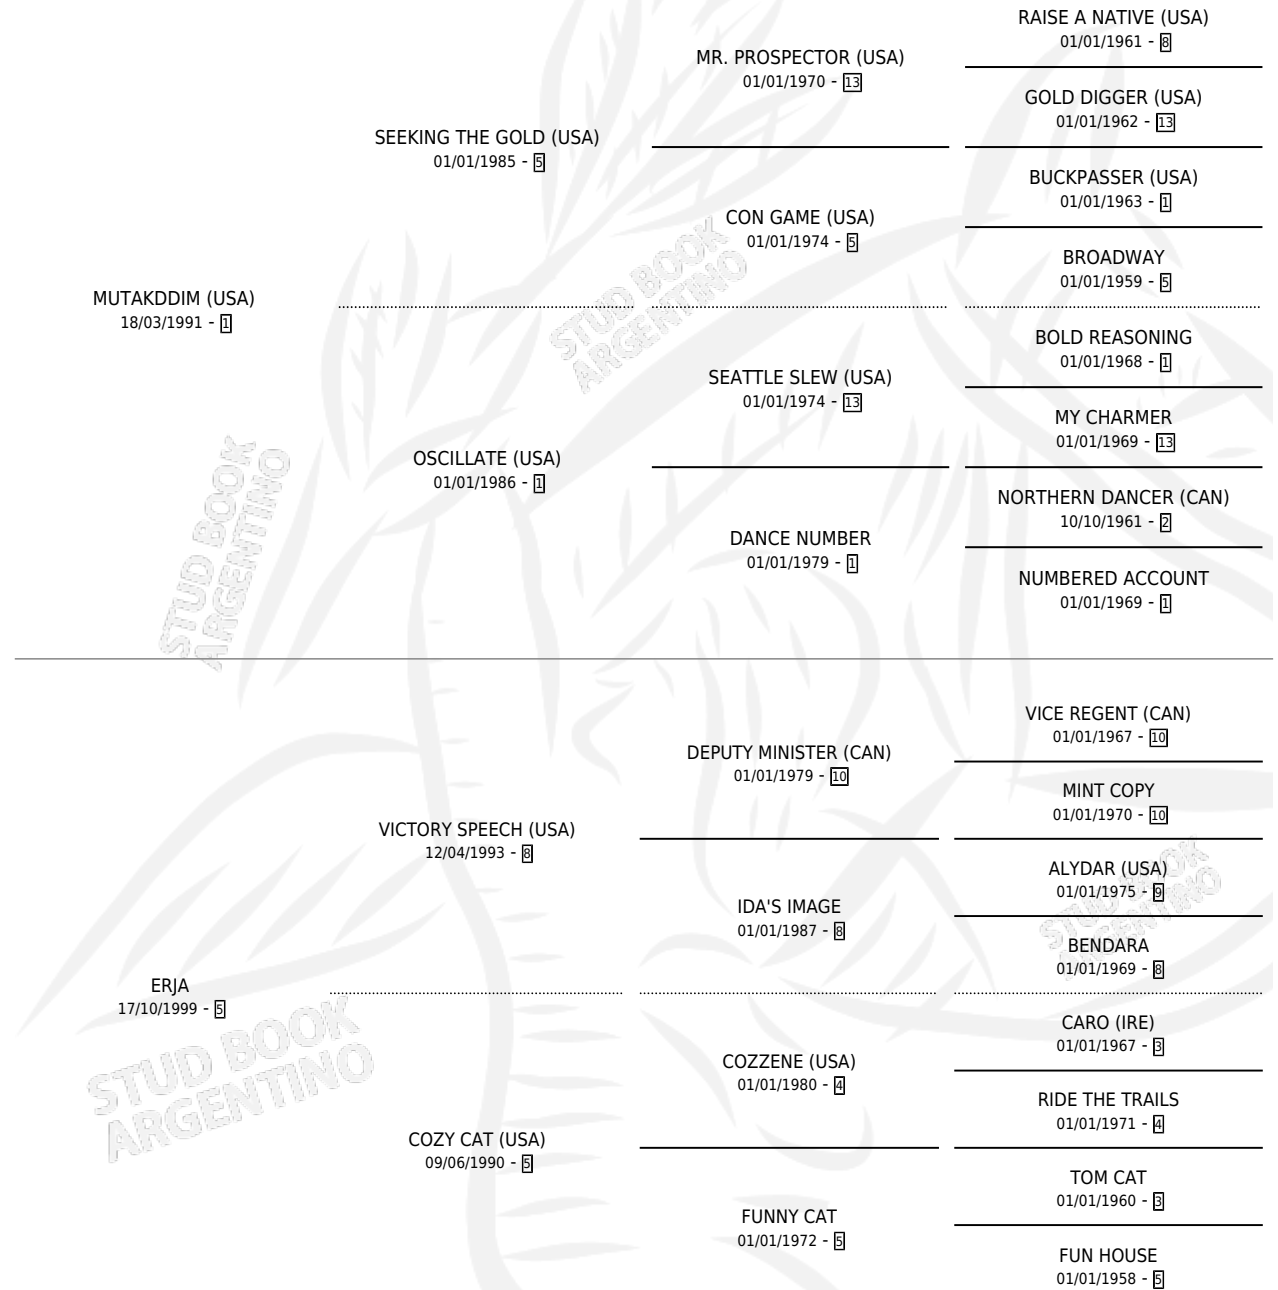 RAISE A NATIVE (USA)
01/01/1961 - 8
MR. PROSPECTOR (USA)
01/01/1970 - 13
GOLD DIGGER (USA)
01/01/1962 - 13
SEEKING THE GOLD (USA)
01/01/1985 - 5
BUCKPASSER (USA)
01/01/1963 - 1
CON GAME (USA)
01/01/1974 - 5
BROADWAY
01/01/1959 - 5
MUTAKDDIM (USA)
18/03/1991 - 1
STUD BOOK
ARGENTINO
BOLD REASONING
01/01/1968 - 1
SEATTLE SLEW (USA)
01/01/1974 - 13
MY CHARMER
01/01/1969 - 13
OSCILLATE (USA)
01/01/1986 - 1
NORTHERN DANCER (CAN)
10/10/1961 - 2
DANCE NUMBER
01/01/1979 - 1
NUMBERED ACCOUNT
01/01/1969 - 1
STUD BOOK
ARGENTINO
VICE REGENT (CAN)
01/01/1967 - 10
DEPUTY MINISTER (CAN)
01/01/1979 - 10
MINT COPY
01/01/1970 - 10
VICTORY SPEECH (USA)
12/04/1993 - 8
ALYDAR (USA)
01/01/1975 - 9
IDA'S IMAGE
01/01/1987 - 8
BENDARA
01/01/1969 - 8
STUD BOOK
ARGENTINO
ERJA
17/10/1999 - 5
CARO (IRE)
01/01/1967 - 3
COZZENE (USA)
01/01/1980 - 4
RIDE THE TRAILS
01/01/1971 - 4
STUD BOOK
ARGENTINO
COZY CAT (USA)
09/06/1990 - 5
TOM CAT
01/01/1960 - 3
FUNNY CAT
01/01/1972 - 5
FUN HOUSE
01/01/1958 - 5